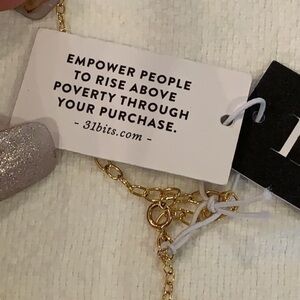 EMPOWER PEOPLE
TO RISE ABOVE
POVERTY THROUGH
YOUR PURCHASE.
- 31bits.com -